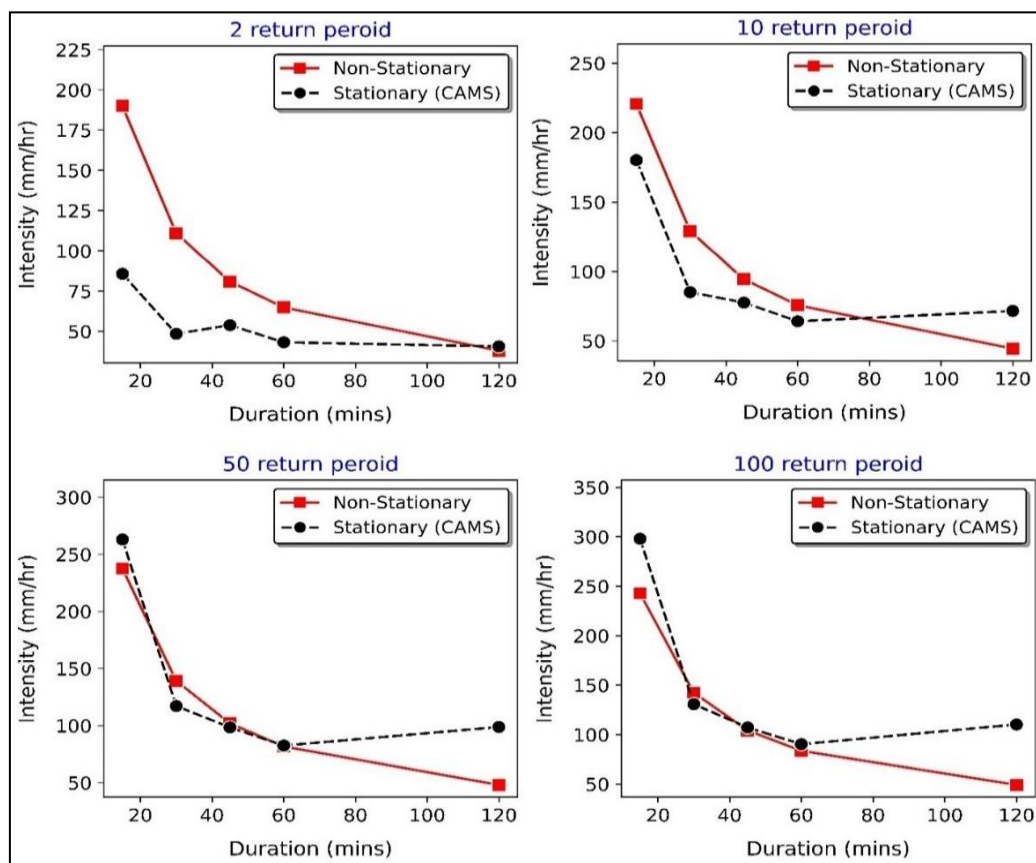 2 return peroid
Intensity (mm/hr)
225
200
175
150
125
100
75
50
Non-Stationary
Stationary (CAMS)
20 40 60 80 100 120
Duration (mins)
10 return peroid
Intensity (mm/hr)
250
200
150
100
50
Non-Stationary
Stationary (CAMS)
20 40 60 80 100 120
Duration (mins)
50 return peroid
Intensity (mm/hr)
300
250
200
150
100
50
Non-Stationary
Stationary (CAMS)
20 40 60 80 100 120
Duration (mins)
100 return peroid
Intensity (mm/hr)
350
300
250
200
150
100
50
Non-Stationary
Stationary (CAMS)
20 40 60 80 100 120
Duration (mins)